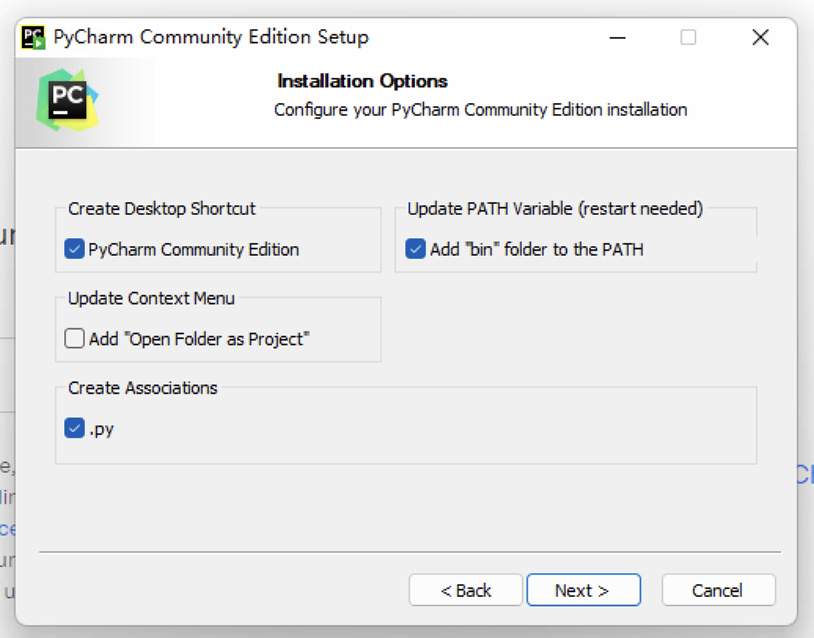 PyCharm Community Edition Setup
PC
Installation Options
Configure your PyCharm Community Edition installation
Create Desktop Shortcut
PyCharm Community Edition
Update PATH Variable (restart needed)
Add "bin" folder to the PATH
Update Context Menu
Add "Open Folder as Project"
Create Associations
.py
< Back
Next >
Cancel